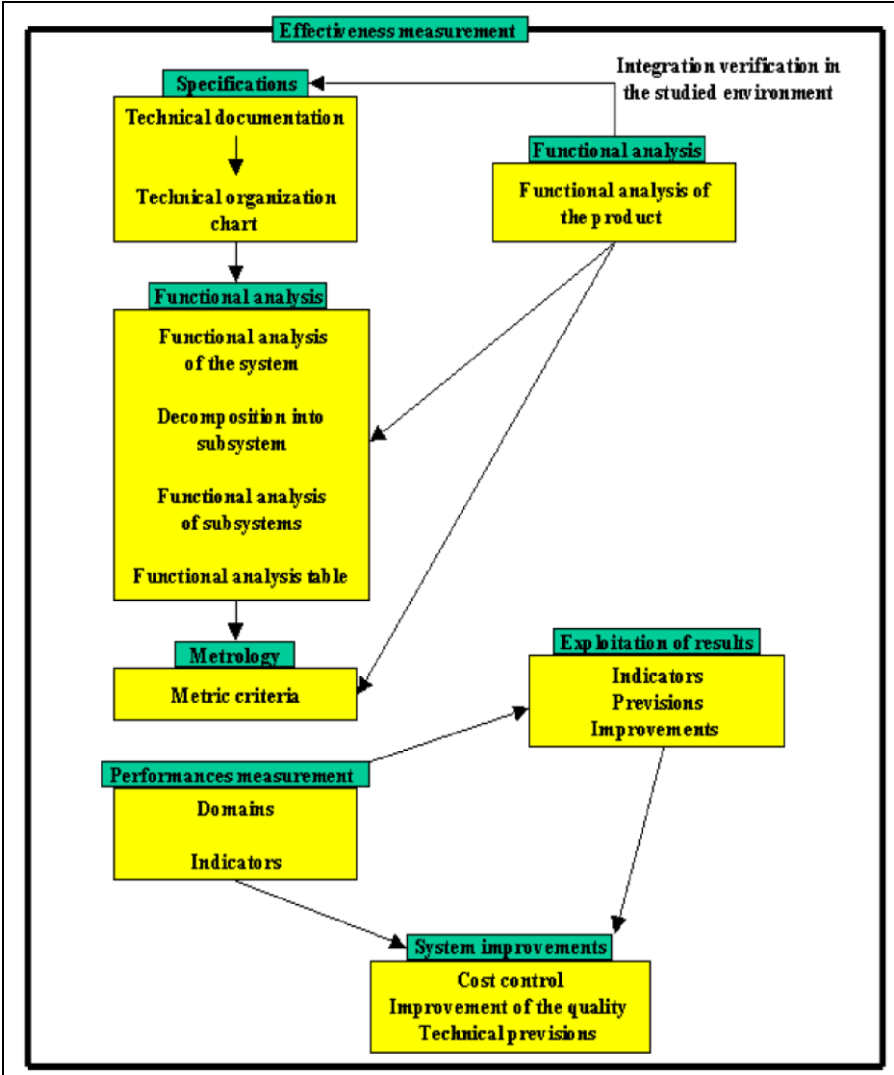 Effectiveness measurement
Specifications
Technical documentation
Technical organization
chart
Integration verification in
the studied environment
Functional analysis
Functional analysis of
the product
Functional analysis
Functional analysis
of the system
Decomposition into
subsystem
Functional analysis
of subsystems
Functional analysis table
Metrology
Metric criteria
Exploitation of results
Indicators
Previsions
Improvements
Performances measurement
Domains
Indicators
System improvements
Cost control
Improvement of the quality
Technical previsions